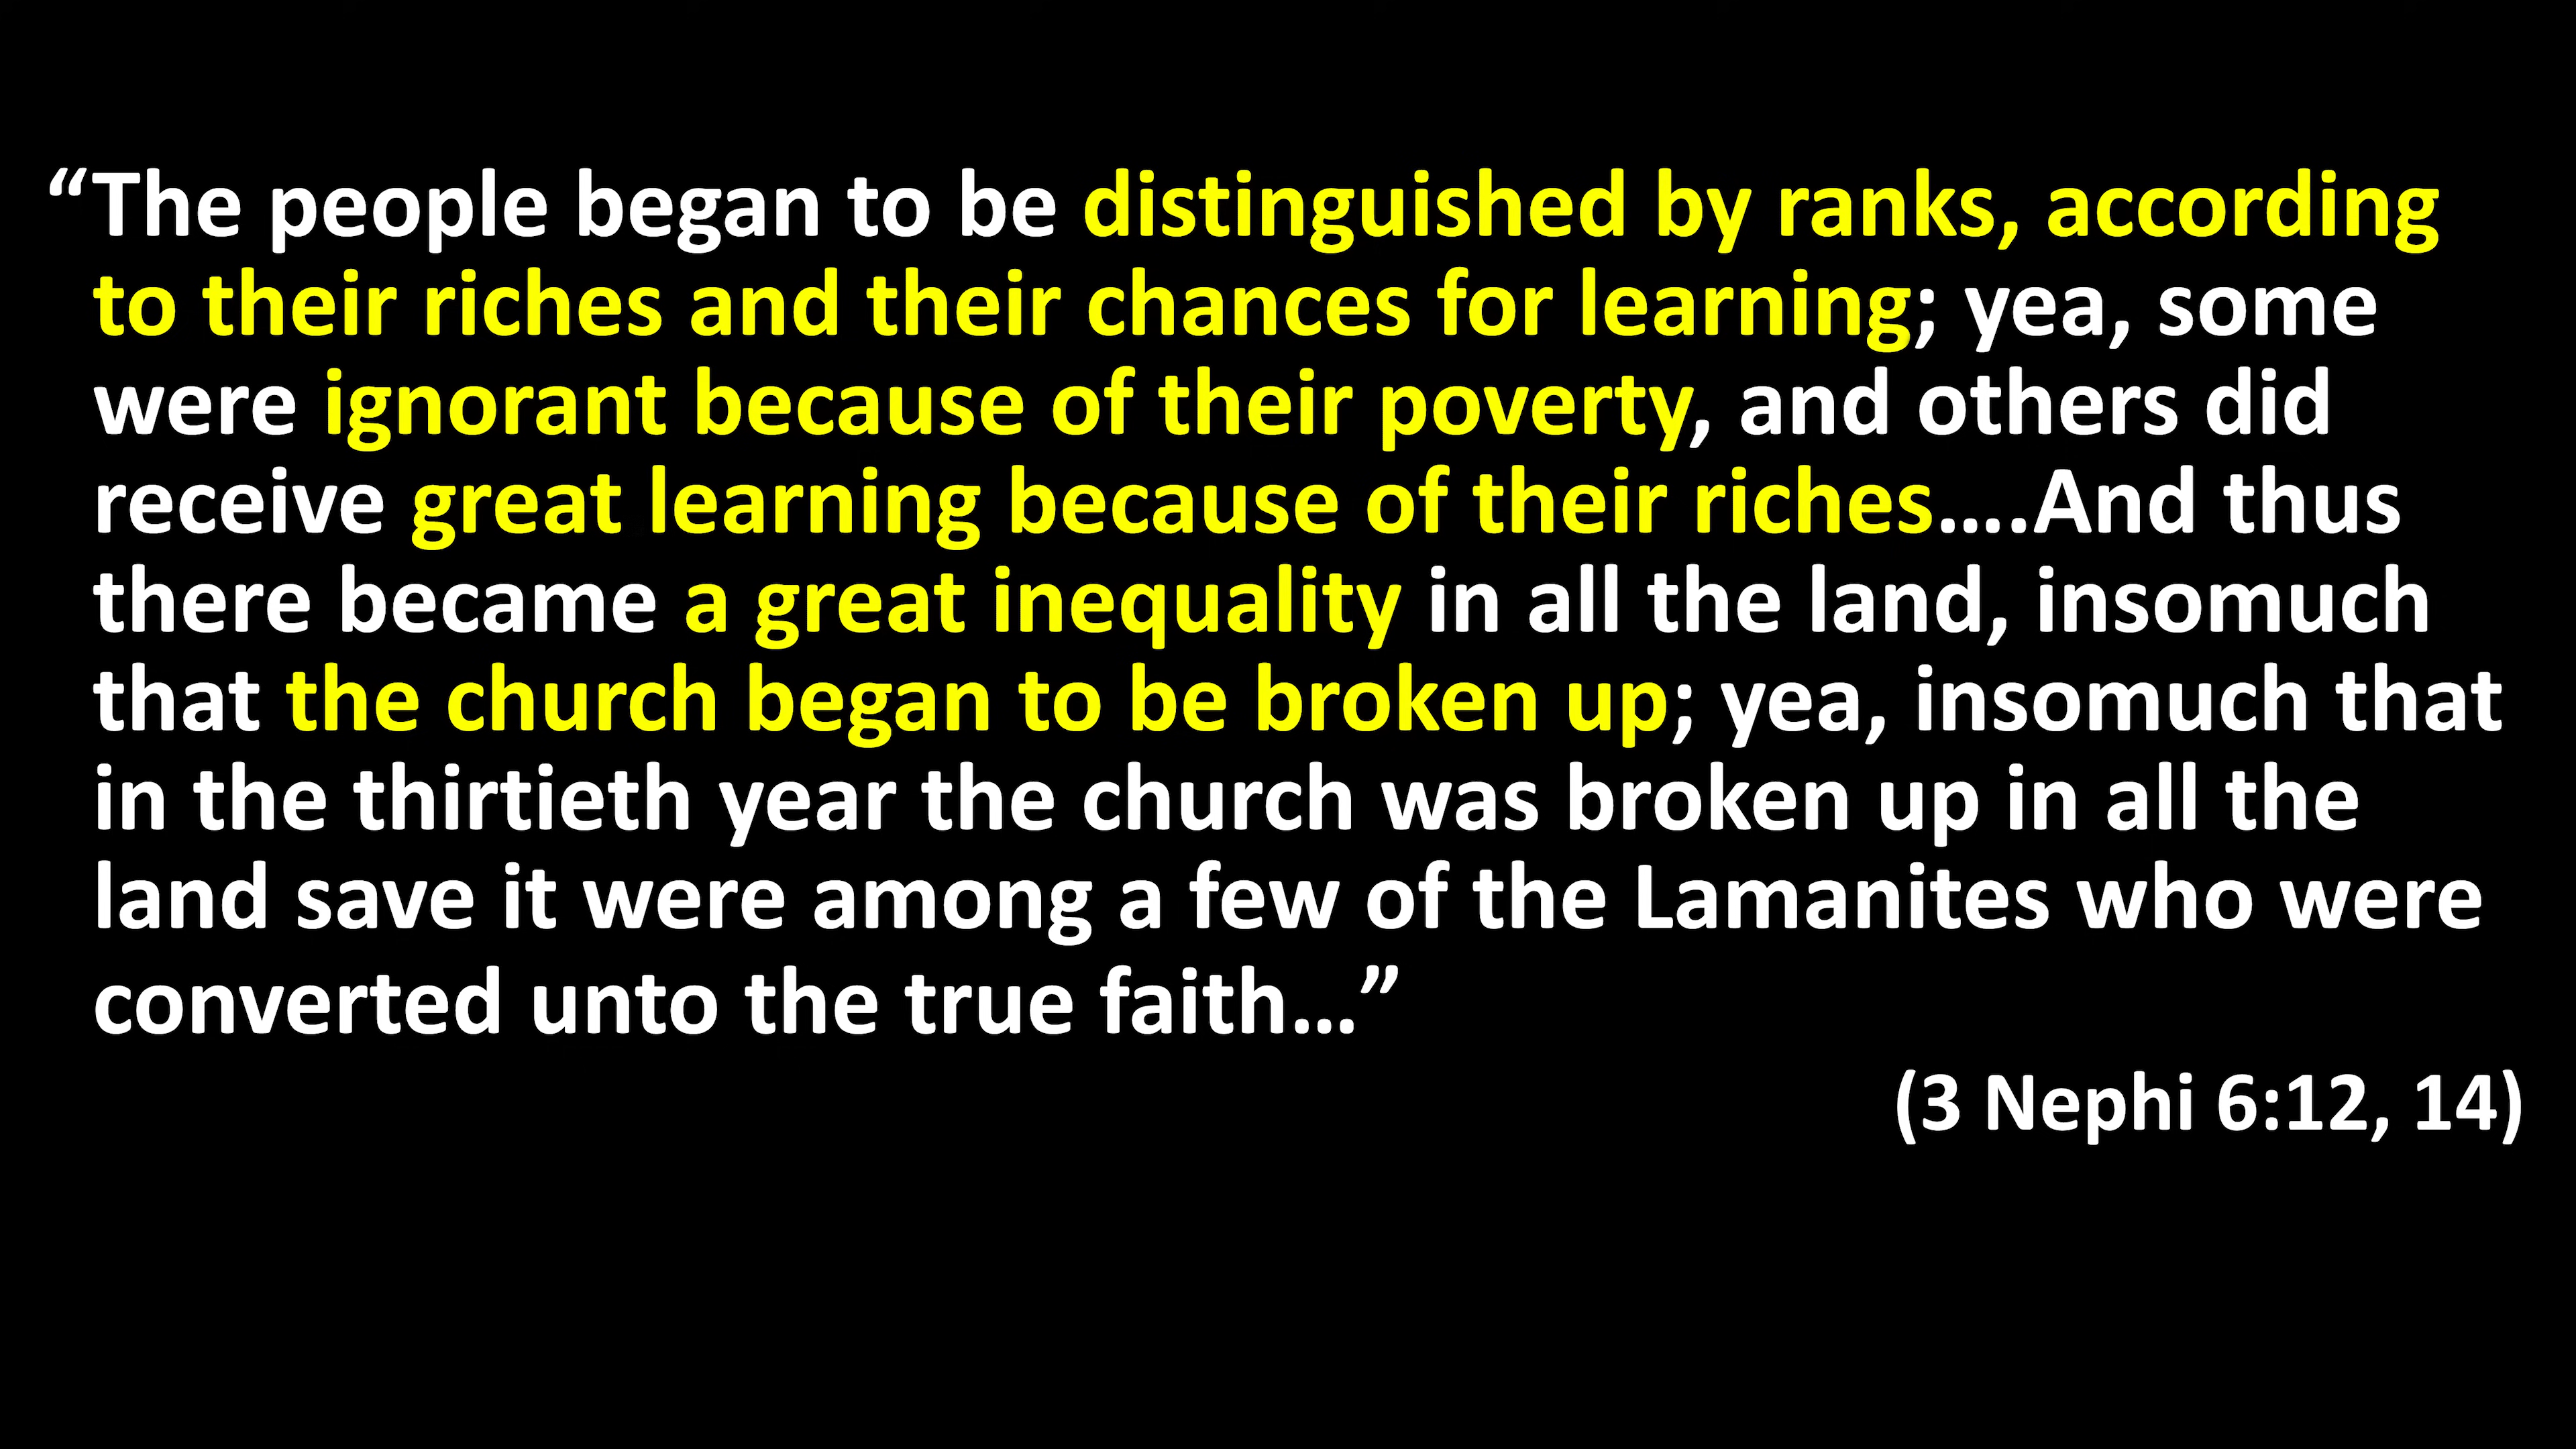 “The people began to be distinguished by ranks, according
to their riches and their chances for learning; yea, some
were ignorant because of their poverty, and others did
receive great learning because of their riches….And thus
there became a great inequality in all the land, insomuch
that the church began to be broken up; yea, insomuch that
in the thirtieth year the church was broken up in all the
land save it were among a few of the Lamanites who were
converted unto the true faith…”
(3 Nephi 6:12, 14)